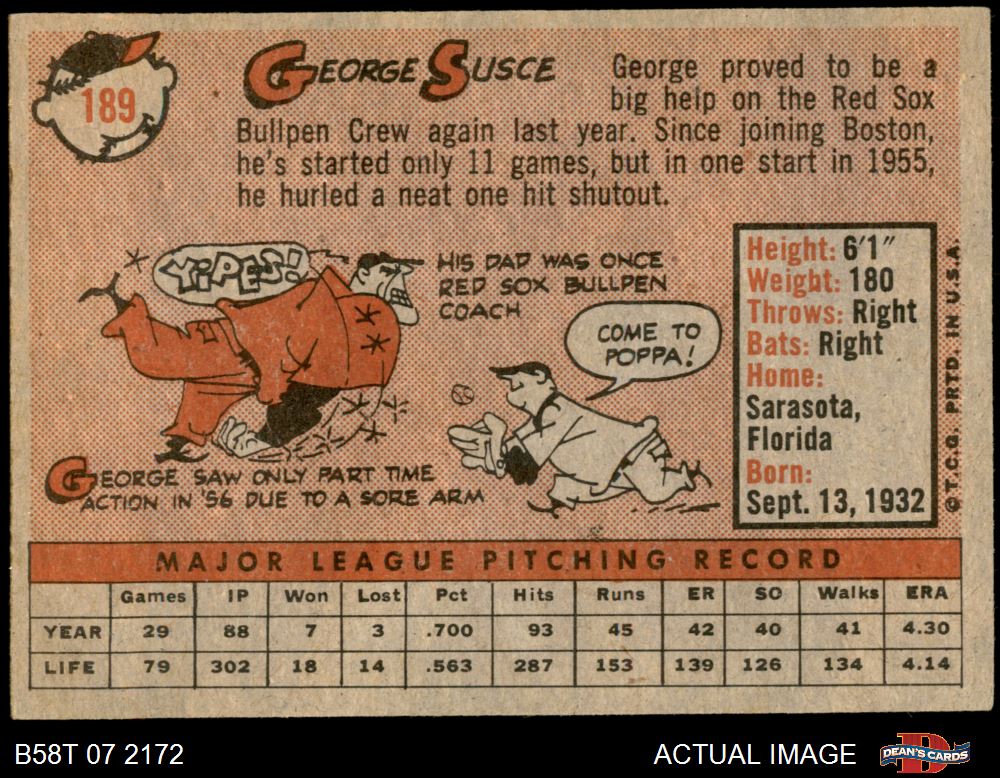 189
GEORGE SUSCE
George proved to be a
big help on the Red Sox
Bullpen Crew again last year. Since joining Boston,
he's started only 11 games, but in one start in 1955,
he hurled a neat one hit shutout.
YIPES!
HIS DAD WAS ONCE
RED SOX BULLPEN
COACH
COME TO
POPPA!
GEORGE SAW ONLY PART TIME
ACTION IN '56 DUE TO A SORE ARM
Height: 6'1"
Weight: 180
Throws: Right
Bats: Right
Home:
Sarasota,
Florida
Born:
Sept. 13, 1932
©T.C.G. PRTD. IN U.S.A.
MAJOR LEAGUE PITCHING RECORD
Games IP Won Lost Pct Hits Runs ER SO Walks ERA
YEAR 29 88 7 3 .700 93 45 42 40 41 4.30
LIFE 79 302 18 14 .563 287 153 139 126 134 4.14
B58T 07 2172
ACTUAL IMAGE
DEAN'S CARDS